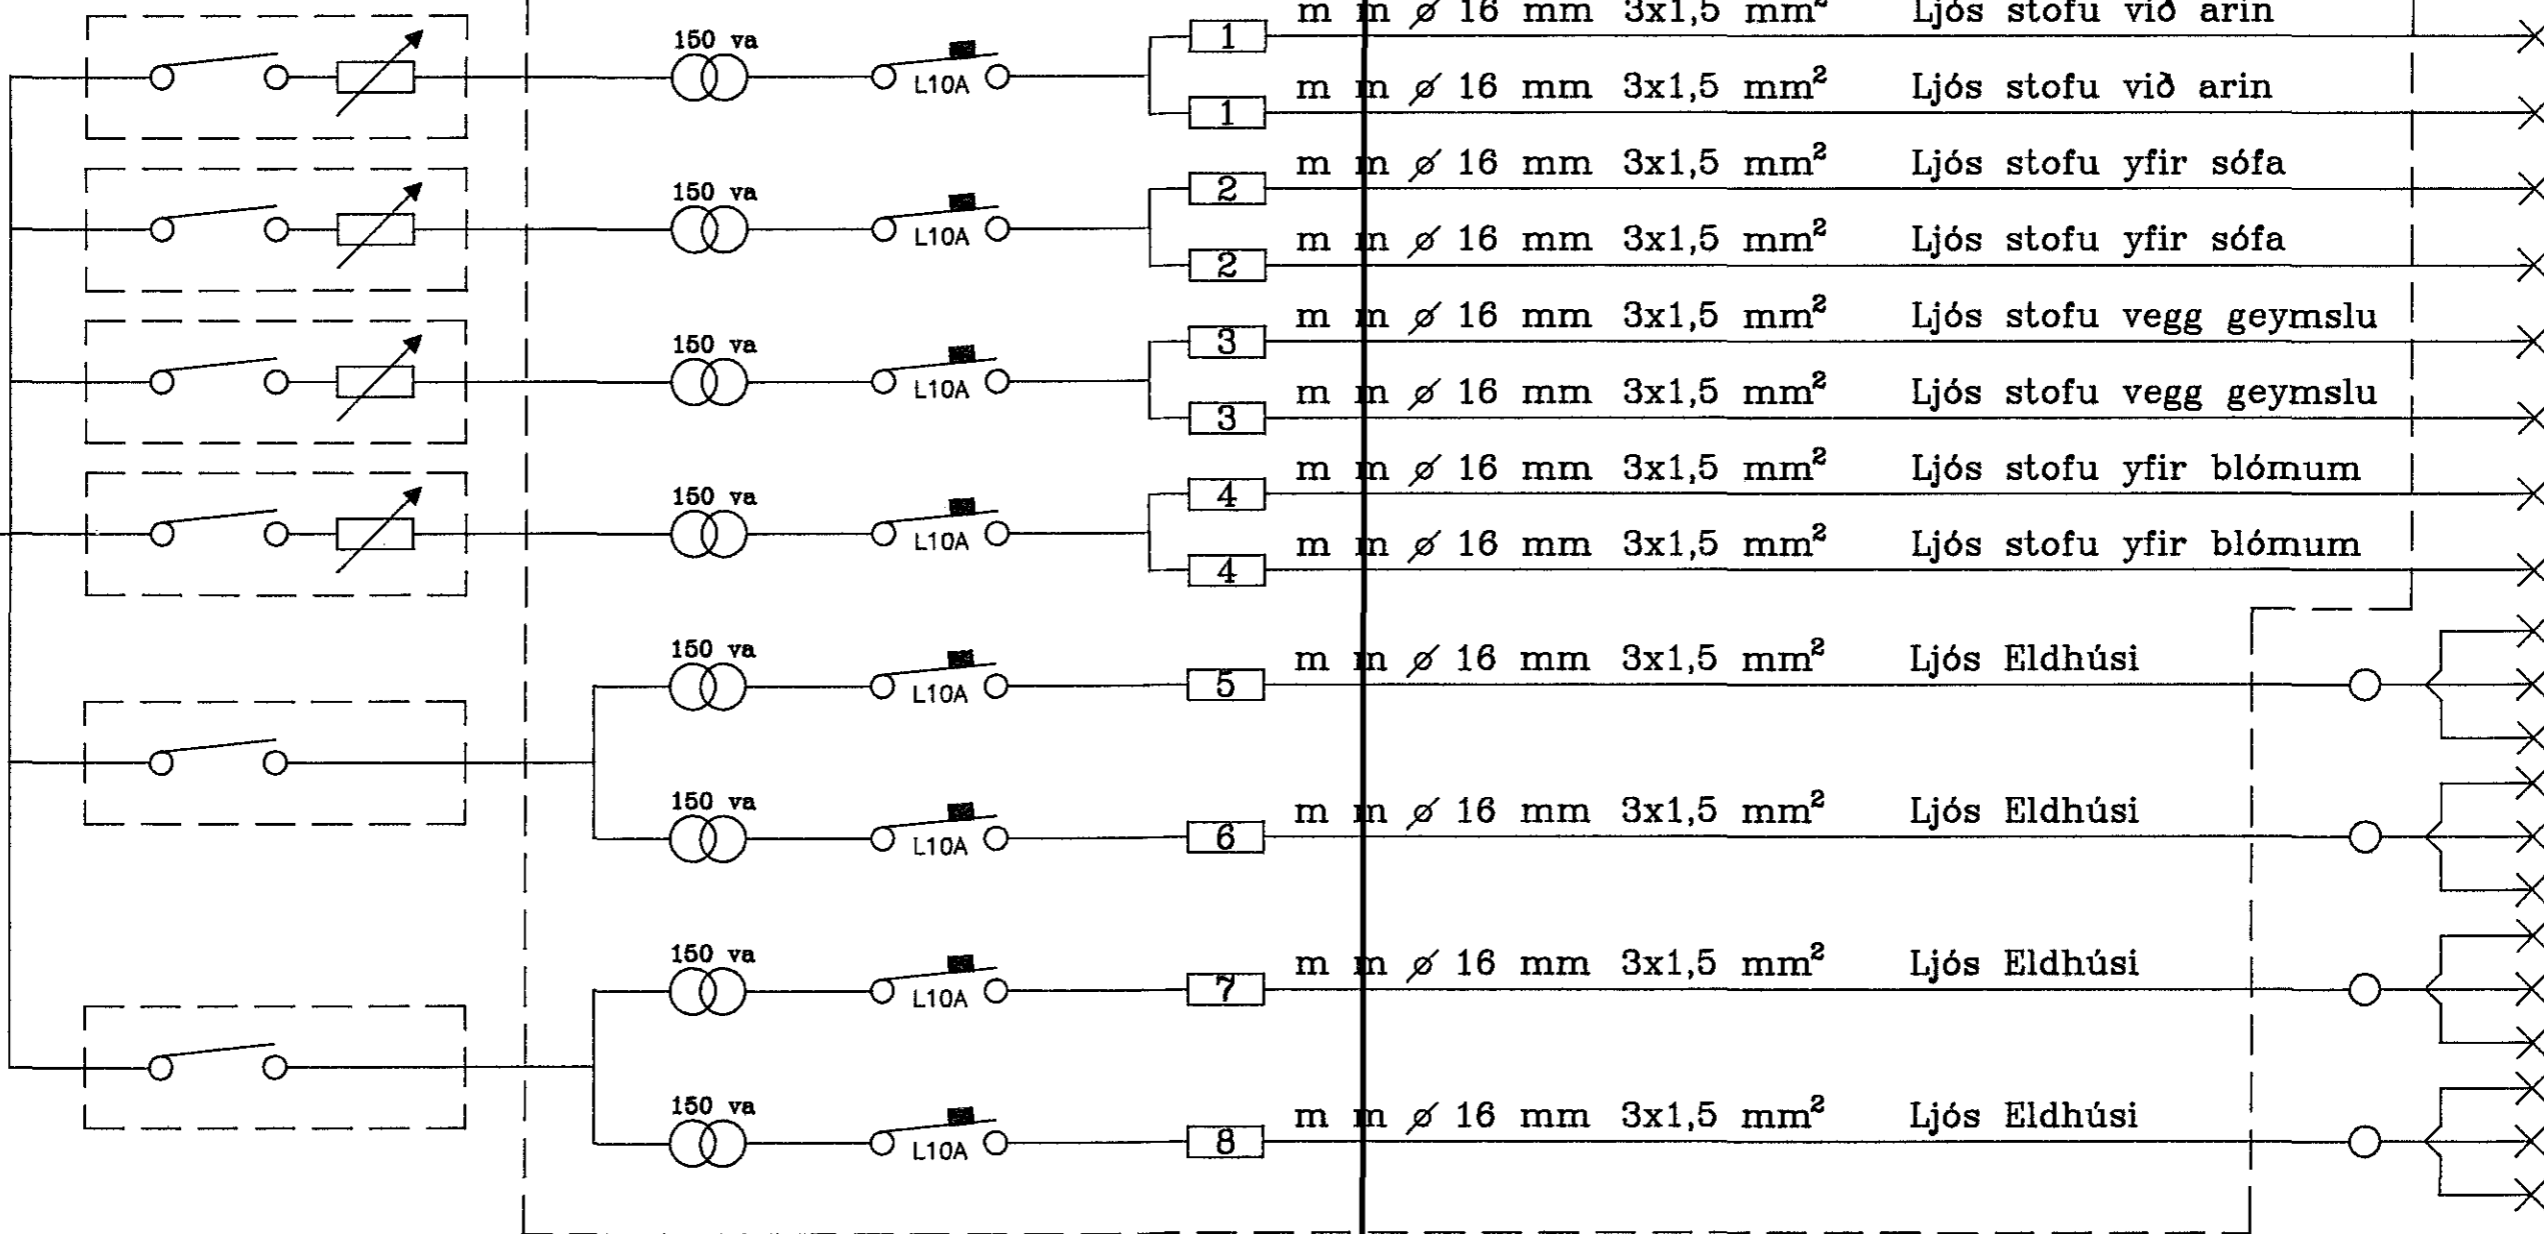 m m ø 16 mm 3x1,5 mm² Ljós stofu við arin
150 va
L10A
1
1
m m ø 16 mm 3x1,5 mm² Ljós stofu við arin
m m ø 16 mm 3x1,5 mm² Ljós stofu yfir sófa
150 va
L10A
2
2
m m ø 16 mm 3x1,5 mm² Ljós stofu yfir sófa
m m ø 16 mm 3x1,5 mm² Ljós stofu vegg geymslu
150 va
L10A
3
3
m m ø 16 mm 3x1,5 mm² Ljós stofu vegg geymslu
m m ø 16 mm 3x1,5 mm² Ljós stofu yfir blómum
150 va
L10A
4
4
m m ø 16 mm 3x1,5 mm² Ljós stofu yfir blómum
150 va
L10A
5
m m ø 16 mm 3x1,5 mm² Ljós Eldhúsi
150 va
L10A
6
m m ø 16 mm 3x1,5 mm² Ljós Eldhúsi
150 va
L10A
7
m m ø 16 mm 3x1,5 mm² Ljós Eldhúsi
150 va
L10A
8
m m ø 16 mm 3x1,5 mm² Ljós Eldhúsi